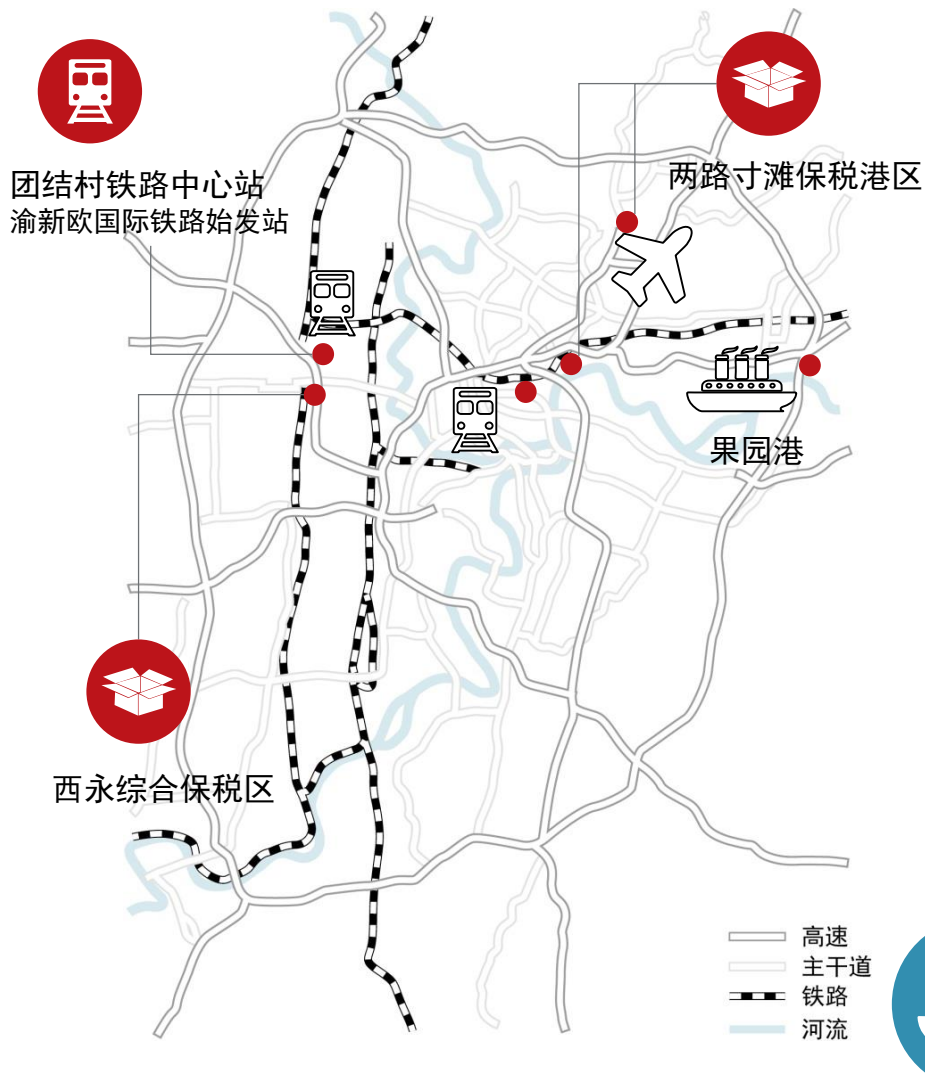 团结村铁路中心站
渝新欧国际铁路始发站
两路寸滩保税港区
果园港
西永综合保税区
高速
主干道
铁路
河流